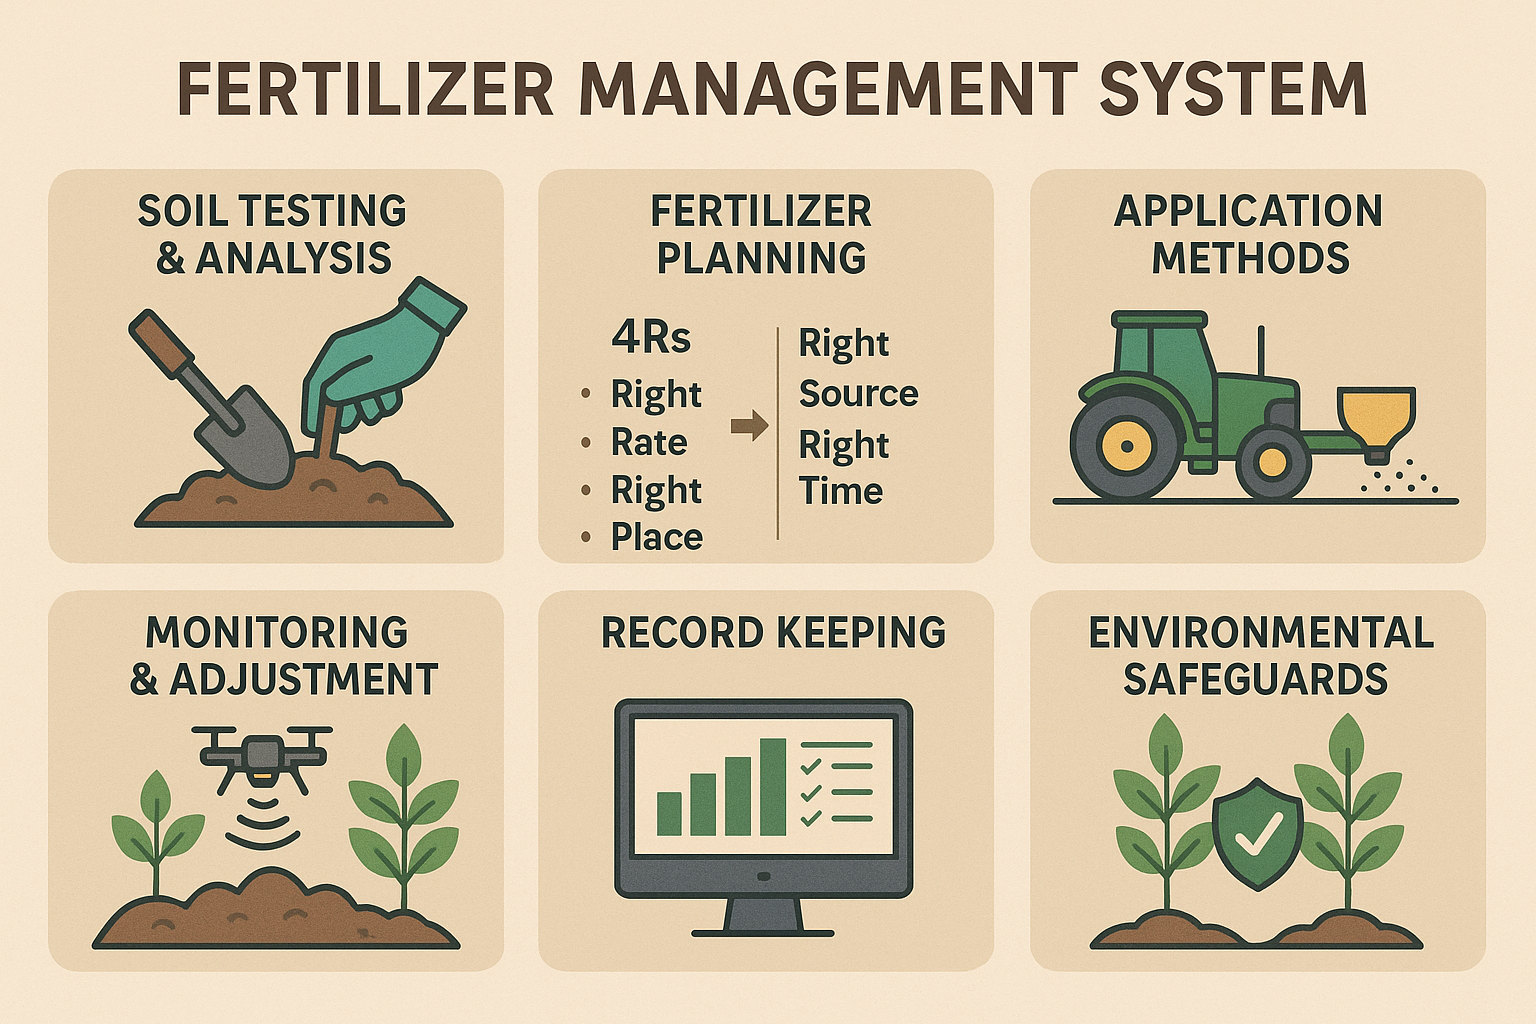 FERTILIZER MANAGEMENT SYSTEM
SOIL TESTING
& ANALYSIS
FERTILIZER
PLANNING
4Rs
• Right
• Rate
• Right
• Place
Right
Source
Right
Time
APPLICATION
METHODS
MONITORING
& ADJUSTMENT
RECORD KEEPING
ENVIRONMENTAL
SAFEGUARDS